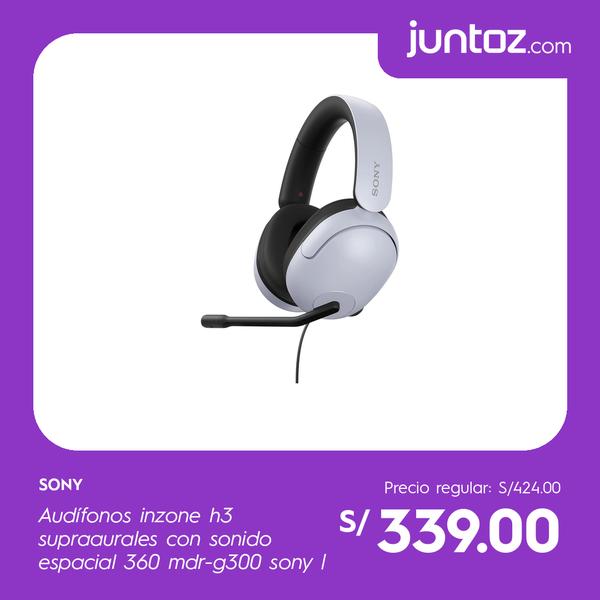 juntoz.com
SONY
SONY
Precio regular: S/424.00
Audífonos inzone h3
supraaurales con sonido
espacial 360 mdr-g300 sony l
S/ 339.00